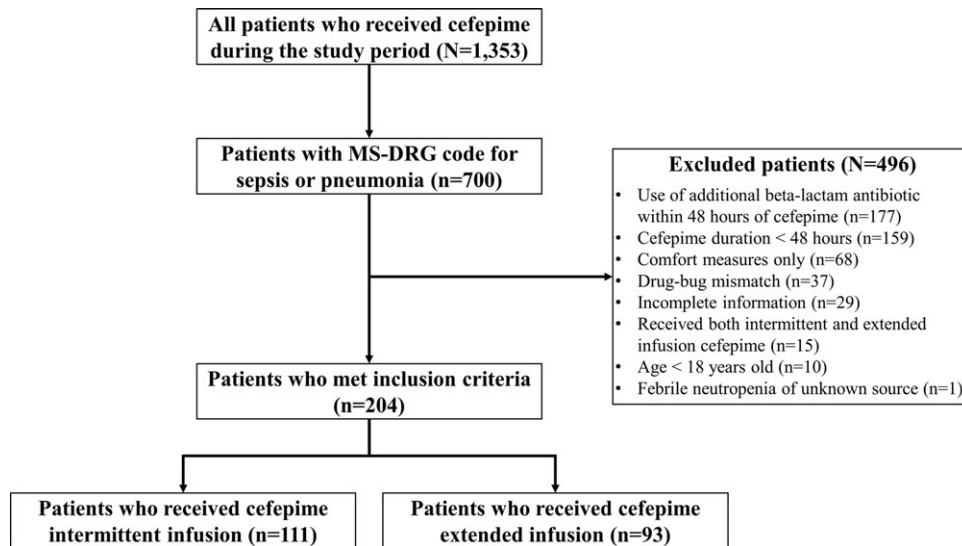 All patients who received cefepime
during the study period (N=1,353)
Patients with MS-DRG code for
sepsis or pneumonia (n=700)
Excluded patients (N=496)
• Use of additional beta-lactam antibiotic
within 48 hours of cefepime (n=177)
• Cefepime duration < 48 hours (n=159)
• Comfort measures only (n=68)
• Drug-bug mismatch (n=37)
• Incomplete information (n=29)
• Received both intermittent and extended
infusion cefepime (n=15)
• Age < 18 years old (n=10)
• Febrile neutropenia of unknown source (n=1)
Patients who met inclusion criteria
(n=204)
Patients who received cefepime
intermittent infusion (n=111)
Patients who received cefepime
extended infusion (n=93)